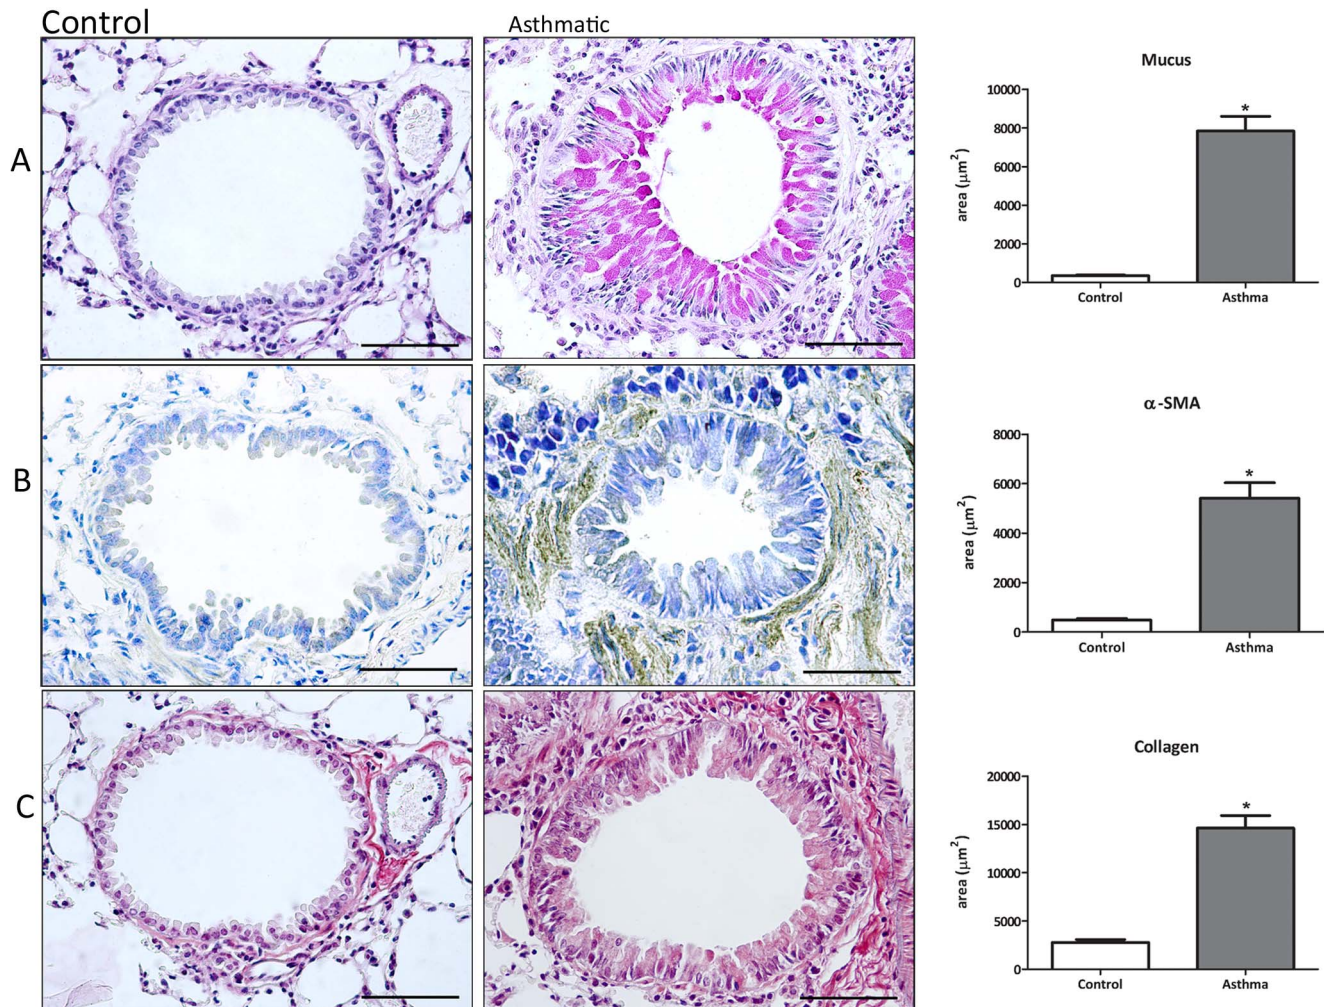 Control
Asthmatic
A
Mucus
10000
8000
6000
4000
2000
0
area (μm²)
Control
Asthma
*
B
α-SMA
8000
6000
4000
2000
0
area (μm²)
Control
Asthma
*
C
Collagen
20000
15000
10000
5000
0
area (μm²)
Control
Asthma
*